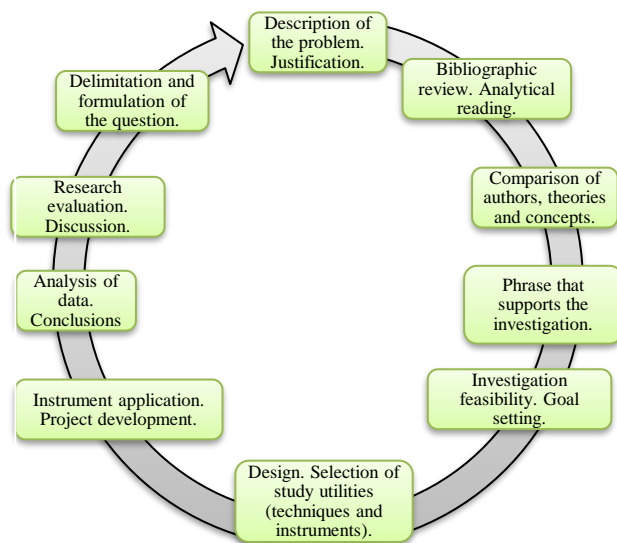 Description of
the problem.
Justification.
Bibliographic
review. Analytical
reading.
Comparison of
authors, theories
and concepts.
Phrase that
supports the
investigation.
Investigation
feasibility. Goal
setting.
Design. Selection of
study utilities
(techniques and
instruments).
Instrument application.
Project development.
Analysis of
data.
Conclusions
Research
evaluation.
Discussion.
Delimitation and
formulation of
the question.